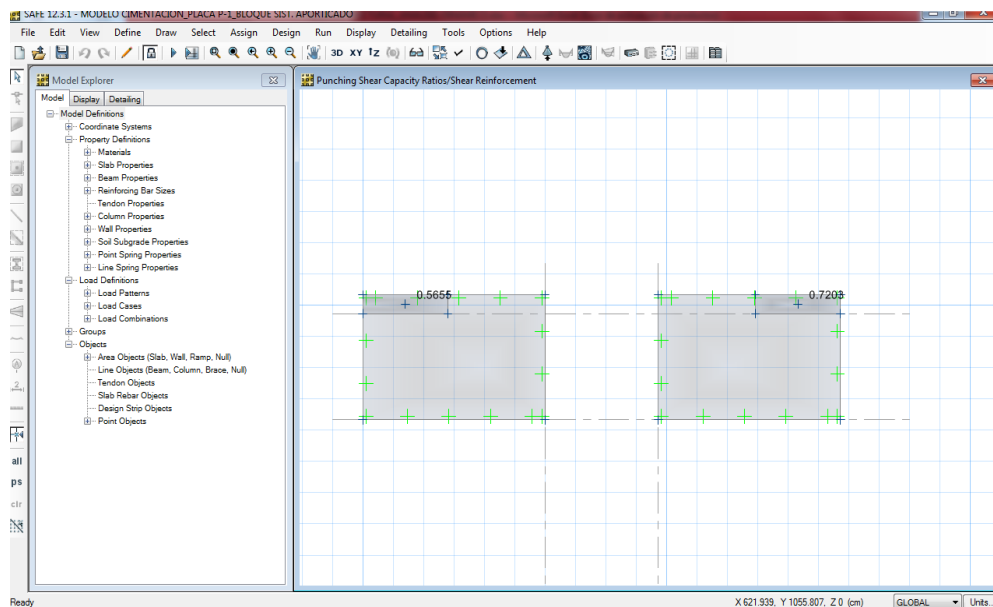 SAFE 12.3.1 - MODELO CIMENTACION_PLACA P-1_BLOQUE SIST. APORTICADO
File Edit View Define Draw Select Assign Design Run Display Detailing Tools Options Help
3D XY
Model Explorer
Model Display Detailing
Model Definitions
Coordinate Systems
Property Definitions
Materials
Slab Properties
Beam Properties
Reinforcing Bar Sizes
Tendon Properties
Column Properties
Wall Properties
Soil Subgrade Properties
Point Spring Properties
Line Spring Properties
Load Definitions
Load Patterns
Load Cases
Load Combinations
Groups
Objects
Area Objects (Slab, Wall, Ramp, Null)
Line Objects (Beam, Column, Brace, Null)
Tendon Objects
Slab Rebar Objects
Design Strip Objects
Point Objects
all
ps
clr
Punching Shear Capacity Ratios/Shear Reinforcement
0.5655
0.7203
Ready
X 621.939, Y 1055.807, Z 0 (cm)
GLOBAL
Units...